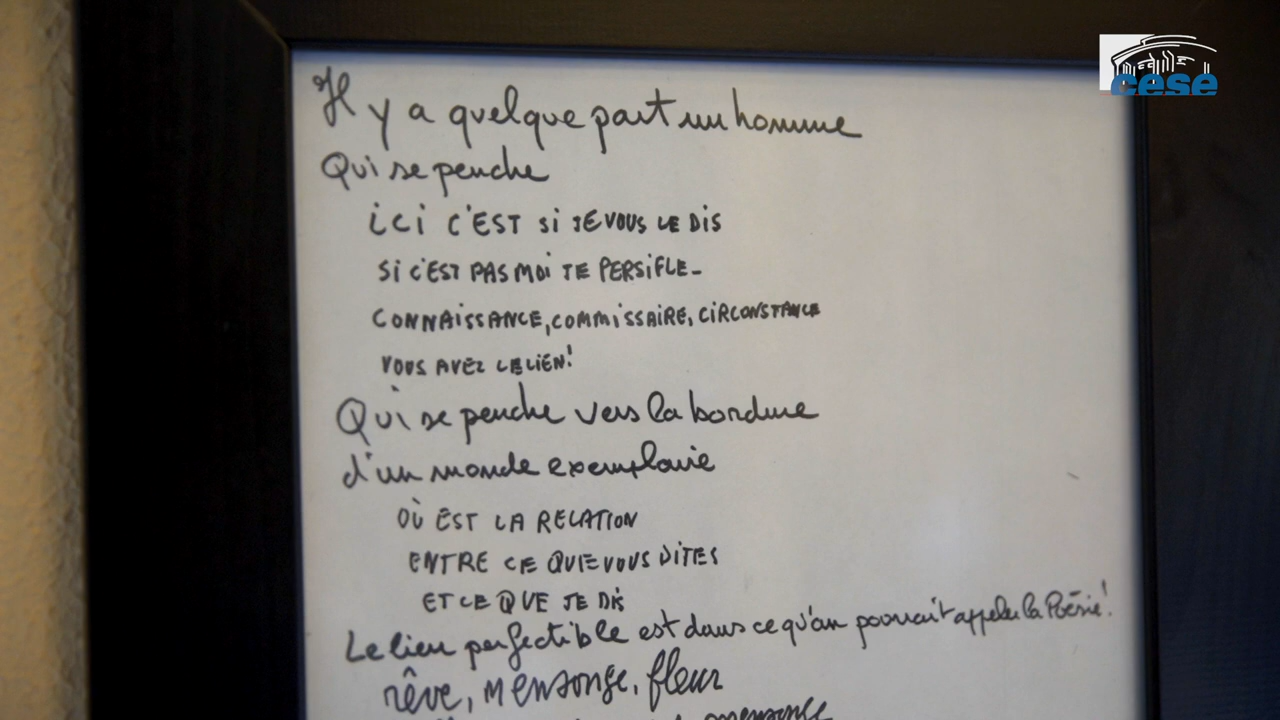 cese
Il y a quelque part un homme
Qui se penche
ici C'EST Si JE VOUS LE DiS
Si C'EST PAS MOi JE PERSiFLE-
CONNAiSSANCE, COMMiSSAiRE, CiRCONSTANCE
VOUS AVEZ LE LiEN!
Qui se penche vers la bordure
d'un monde exemplaire
OÙ EST LA RELATiON
ENTRE CE QUE VOUS DiTES
ET CE QUE JE DiS
Le lien perfectible est dans ce qu'on pourrait appeler la Poésie!
rêve, mensonge, fleur
mensonge